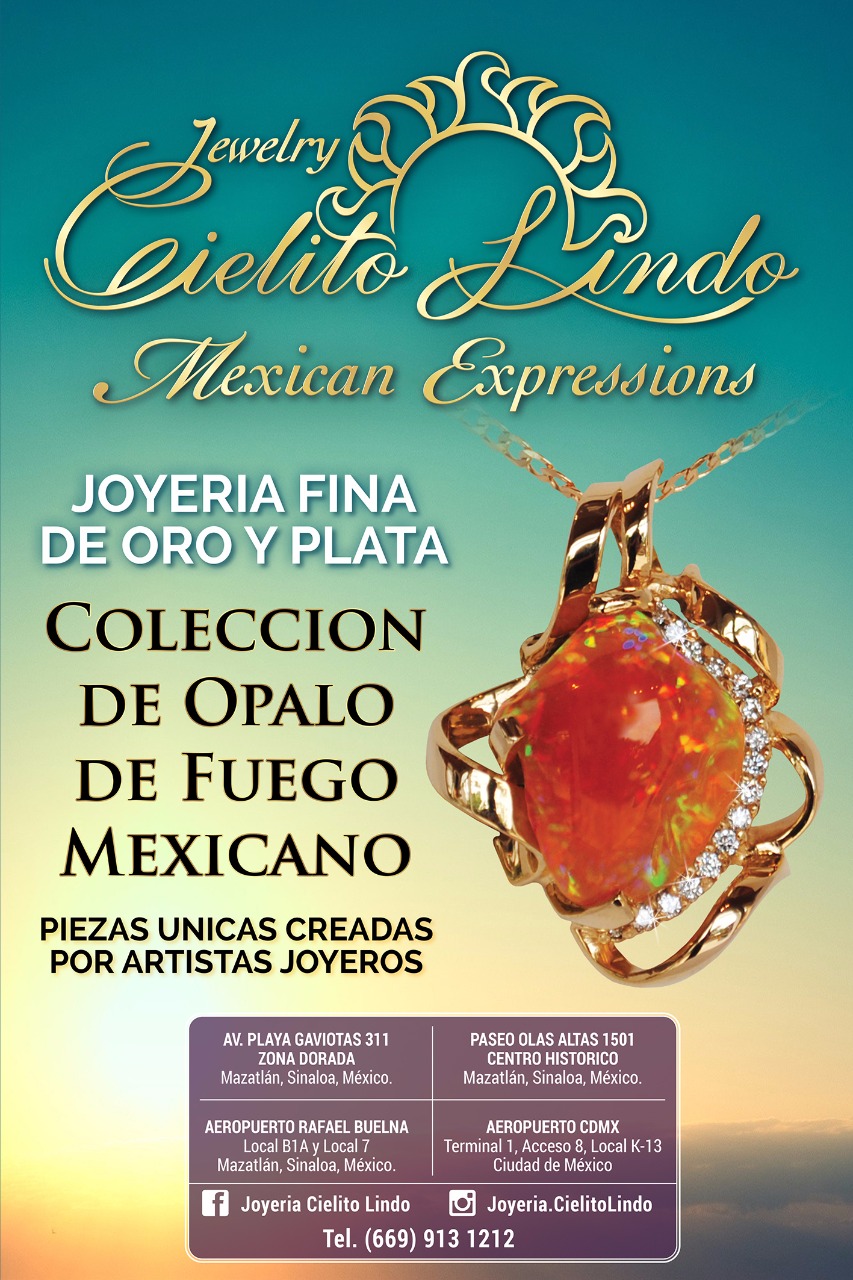 Jewelry
Cielito Lindo
Mexican Expressions
JOYERIA FINA
DE ORO Y PLATA
COLECCION
DE OPALO
DE FUEGO
MEXICANO
PIEZAS UNICAS CREADAS
POR ARTISTAS JOYEROS
AV. PLAYA GAVIOTAS 311
ZONA DORADA
Mazatlán, Sinaloa, México.
PASEO OLAS ALTAS 1501
CENTRO HISTORICO
Mazatlán, Sinaloa, México.
AEROPUERTO RAFAEL BUELNA
Local B1A y Local 7
Mazatlán, Sinaloa, México.
AEROPUERTO CDMX
Terminal 1, Acceso 8, Local K-13
Ciudad de México
Joyeria Cielito Lindo
Joyeria.CielitoLindo
Tel. (669) 913 1212